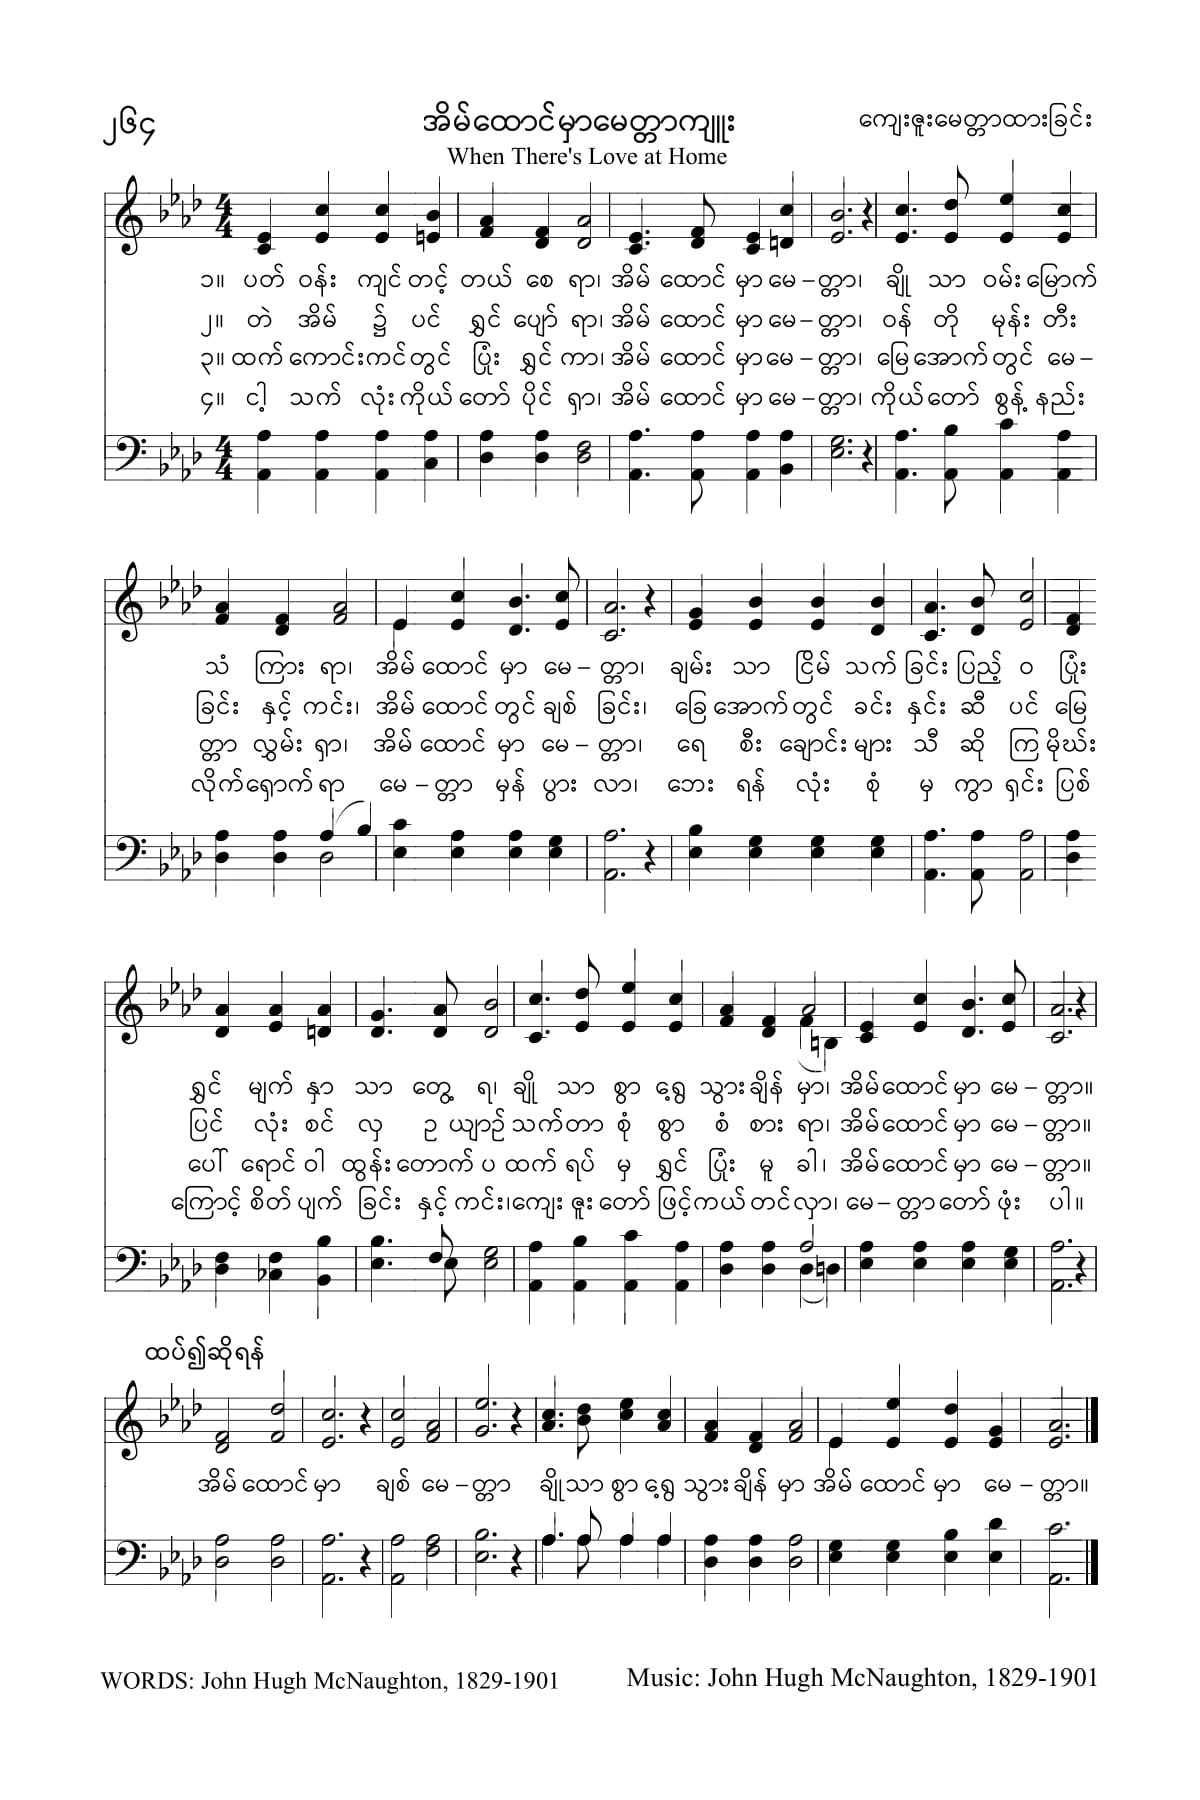 ၂၆၄
အိမ်ထောင်မှာမေတ္တာကျူး
ကျေးဇူးမေတ္တာထားခြင်း
When There's Love at Home
၁။ ပတ် ဝန်း ကျင် တင့် တယ် စေ ရာ၊ အိမ် ထောင် မှာ မေ – တ္တာ၊ ချို သာ ဝမ်း မြောက်
၂။ တဲ အိမ် ၌ ပင် ရွှင် ပျော် ရာ၊ အိမ် ထောင် မှာ မေ – တ္တာ၊ ဝန် တို မုန်း တီး
၃။ ထက် ကောင်း ကင် တွင် ပြုံး ရွှင် ကာ၊ အိမ် ထောင် မှာ မေ – တ္တာ၊ မြေ အောက် တွင် မေ –
၄။ ငါ့ သက် လုံး ကိုယ် တော် ပိုင် ရှာ၊ အိမ် ထောင် မှာ မေ – တ္တာ၊ ကိုယ် တော် စွန့် နည်း
သံ ကြား ရာ၊ အိမ် ထောင် မှာ မေ – တ္တာ၊ ချမ်း သာ ငြိမ် သက် ခြင်း ပြည့် ဝ ပြုံး
ခြင်း နှင့် ကင်း၊ အိမ် ထောင် တွင် ချစ် ခြင်း၊ ခြေ အောက် တွင် ခင်း နှင်း ဆီ ပင် မြေ
တ္တာ လွှမ်း ရှာ၊ အိမ် ထောင် မှာ မေ – တ္တာ၊ ရေ စီး ချောင်း များ သီ ဆို ကြ မိုဃ်း
လိုက် ရှောက် ရာ မေ – တ္တာ မှန် ပွား လာ၊ ဘေး ရန် လုံး စုံ မှ ကွာ ရှင်း ပြစ်
ရွှင် မျက် နှာ သာ တွေ့ ရ၊ ချို သာ စွာ ရွေ့ သွား ချိန် မှာ၊ အိမ် ထောင် မှာ မေ – တ္တာ။
ပြင် လုံး စင် လှ ဥ ယျာဉ် သက် တာ စုံ စွာ စံ စား ရာ၊ အိမ် ထောင် မှာ မေ – တ္တာ။
ပေါ် ရောင် ဝါ ထွန်း တောက် ပ ထက် ရပ် မှ ရွှင် ပြုံး မူ ခါ၊ အိမ် ထောင် မှာ မေ – တ္တာ။
ကြောင့် စိတ် ပျက် ခြင်း နှင့် ကင်း၊ ကျေး ဇူး တော် ဖြင့် ကယ် တင် လှာ၊ မေ – တ္တာ တော် ဖုံး ပါ။
ထပ်၍ဆိုရန်
အိမ် ထောင် မှာ ချစ် မေ – တ္တာ ချို သာ စွာ ရွေ့ သွား ချိန် မှာ အိမ် ထောင် မှာ မေ – တ္တာ။
WORDS: John Hugh McNaughton, 1829-1901
Music: John Hugh McNaughton, 1829-1901